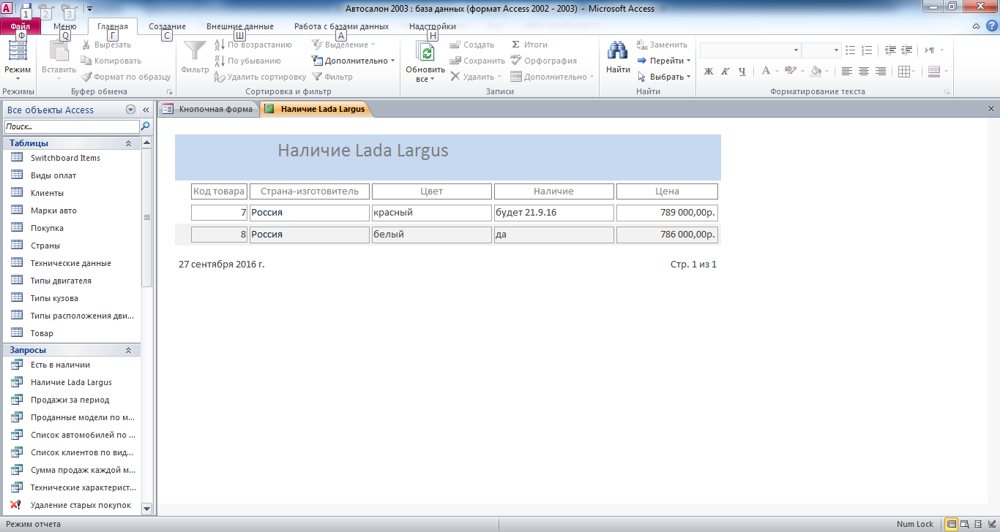 Автосалон 2003 : база данных (формат Access 2002 - 2003) - Microsoft Access
A 1 2 3
Файл Меню Главная Создание Внешние данные Работа с базами данных Надстройки
Ф Q Г С Ш А Н
Режим
Режимы
Вставить
Вырезать
Копировать
Формат по образцу
Буфер обмена
Фильтр
По возрастанию
По убыванию
Удалить сортировку
Выделение
Дополнительно
Фильтр
Сортировка и фильтр
Обновить
все
Создать
Сохранить
Удалить
Итоги
Орфография
Дополнительно
Записи
Найти
Заменить
Перейти
Выбрать
Найти
Ж К Ч А
Форматирование текста
Все объекты Access
Поиск...
Таблицы
Switchboard Items
Виды оплат
Клиенты
Марки авто
Покупка
Страны
Технические данные
Типы двигателя
Типы кузова
Типы расположения дви...
Товар
Запросы
Есть в наличии
Наличие Lada Largus
Продажи за период
Проданные модели по м...
Список автомобилей по ...
Список клиентов по вид...
Сумма продаж каждой м...
Технические характерист...
Удаление старых покупок
Кнопочная форма Наличие Lada Largus
Наличие Lada Largus
Код товара Страна-изготовитель Цвет Наличие Цена
7 Россия красный будет 21.9.16 789 000,00р.
8 Россия белый да 786 000,00р.
27 сентября 2016 г. Стр. 1 из 1
Режим отчета Num Lock